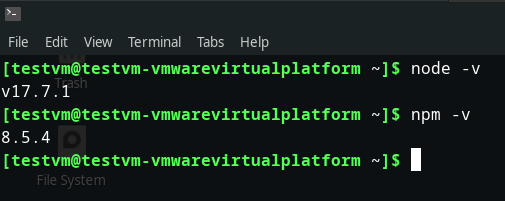 File Edit View Terminal Tabs Help
[testvm@testvm-vmwarevirtualplatform ~]$ node -v
Trash
v17.7.1
[testvm@testvm-vmwarevirtualplatform ~]$ npm -v
8.5.4
[testvm@testvm-vmwarevirtualplatform ~]$
File System